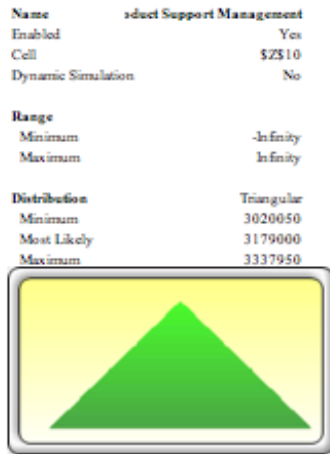 Name oduct Support Management
Enabled Yes
Cell $Z$10
Dynamic Simulation No
Range
Minimum -Infinity
Maximum Infinity
Distribution Triangular
Minimum 3020050
Most Likely 3179000
Maximum 3337950